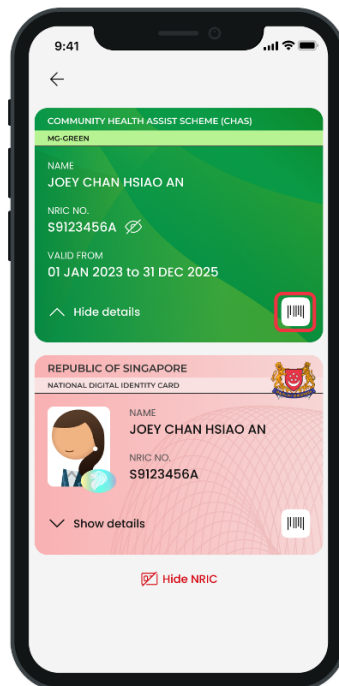 9:41
COMMUNITY HEALTH ASSIST SCHEME (CHAS)
MG-GREEN
NAME
JOEY CHAN HSIAO AN
NRIC NO.
S9123456A
VALID FROM
01 JAN 2023 to 31 DEC 2025
Hide details
REPUBLIC OF SINGAPORE
NATIONAL DIGITAL IDENTITY CARD
NAME
JOEY CHAN HSIAO AN
NRIC NO.
S9123456A
Show details
Hide NRIC